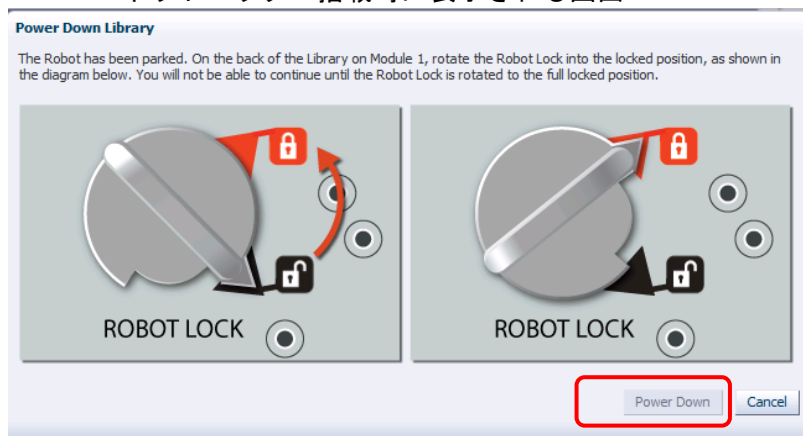 Power Down Library
The Robot has been parked. On the back of the Library on Module 1, rotate the Robot Lock into the locked position, as shown in
the diagram below. You will not be able to continue until the Robot Lock is rotated to the full locked position.
ROBOT LOCK
ROBOT LOCK
Power Down
Cancel